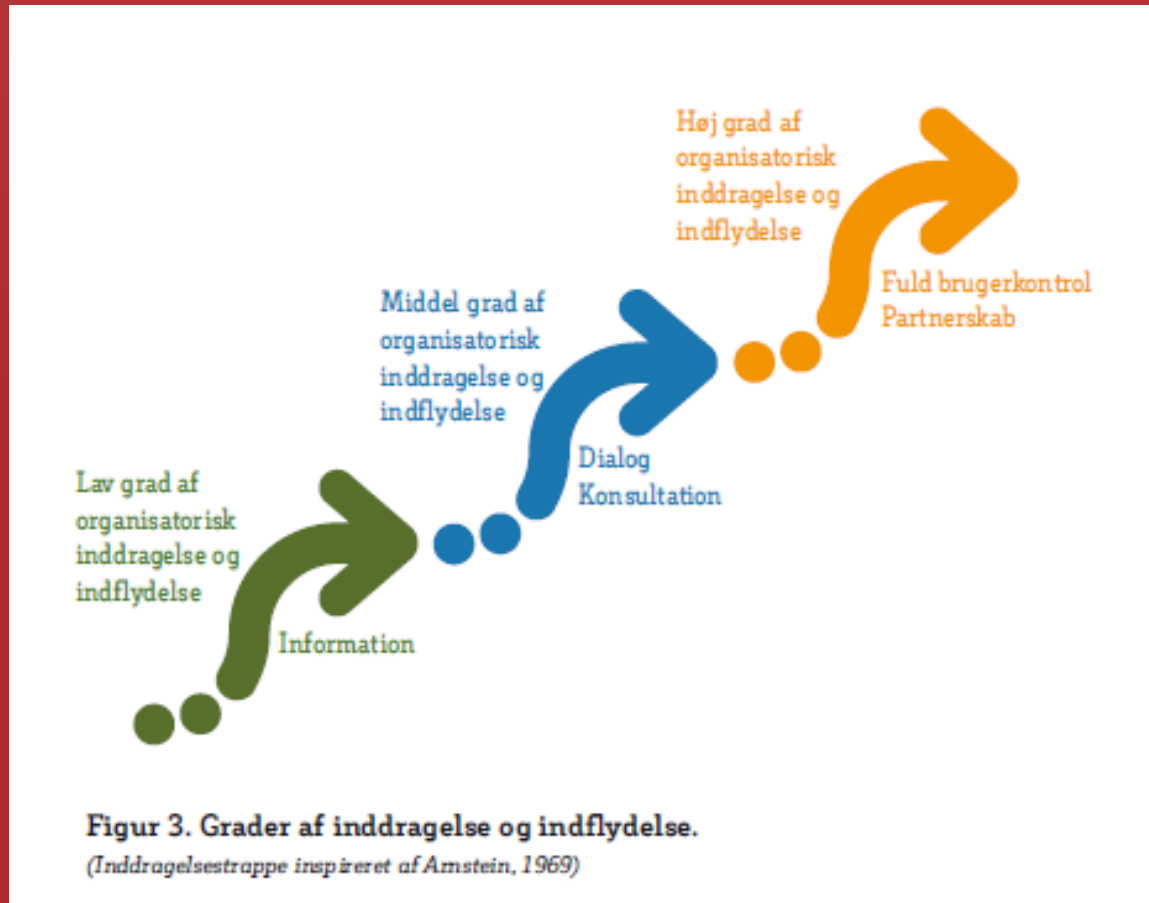 Høj grad af
organisatorisk
inddragelse og
indflydelse
Fuld brugerkontrol
Partnerskab
Middel grad af
organisatorisk
inddragelse og
indflydelse
Dialog
Konsultation
Lav grad af
organisatorisk
inddragelse og
indflydelse
Information
Figur 3. Grader af inddragelse og indflydelse.
(Inddragelsestrappe inspireret af Arnstein, 1969)